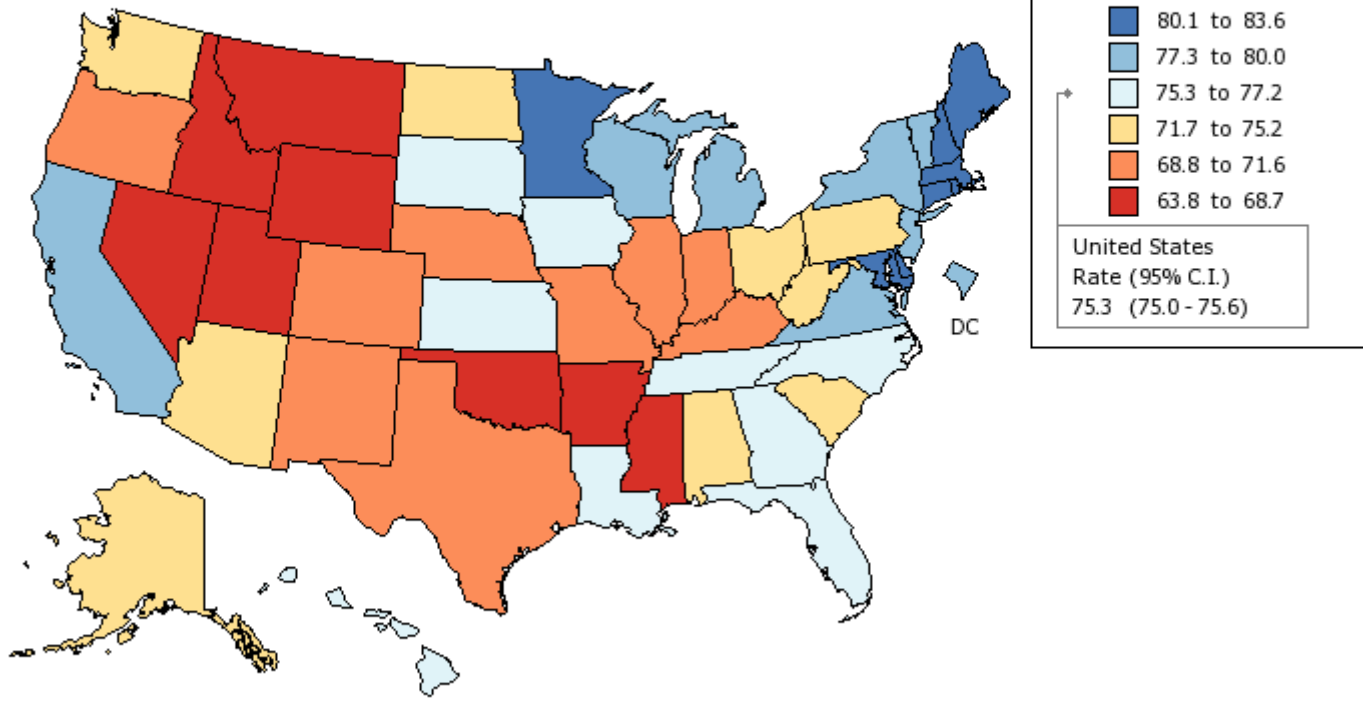 80.1 to 83.6
77.3 to 80.0
75.3 to 77.2
71.7 to 75.2
68.8 to 71.6
63.8 to 68.7
United States
Rate (95% C.I.)
75.3 (75.0 - 75.6)
DC